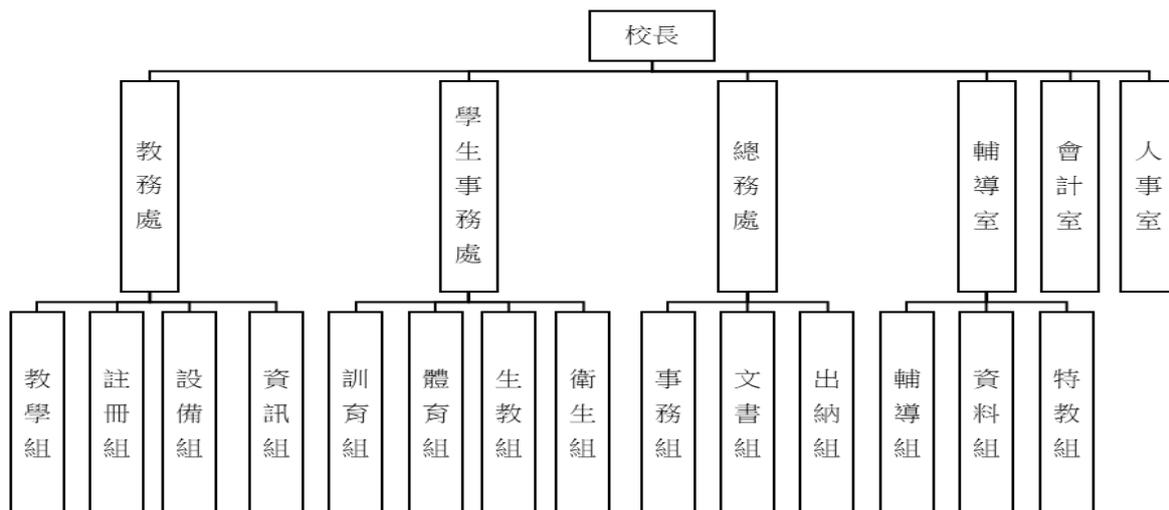 校長
教務處
學生事務處
總務處
輔導室
會計室
人事室
教學組
註冊組
設備組
資訊組
訓育組
體育組
生教組
衛生組
事務組
文書組
出納組
輔導組
資料組
特教組